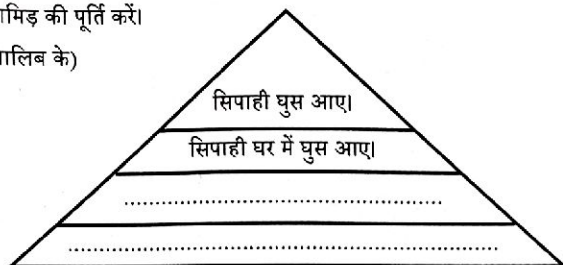 मिड़ की पूर्ति करें।
ालिब के)
सिपाही घुस आए।
सिपाही घर में घुस आए।
..........................................................
..............................................................................